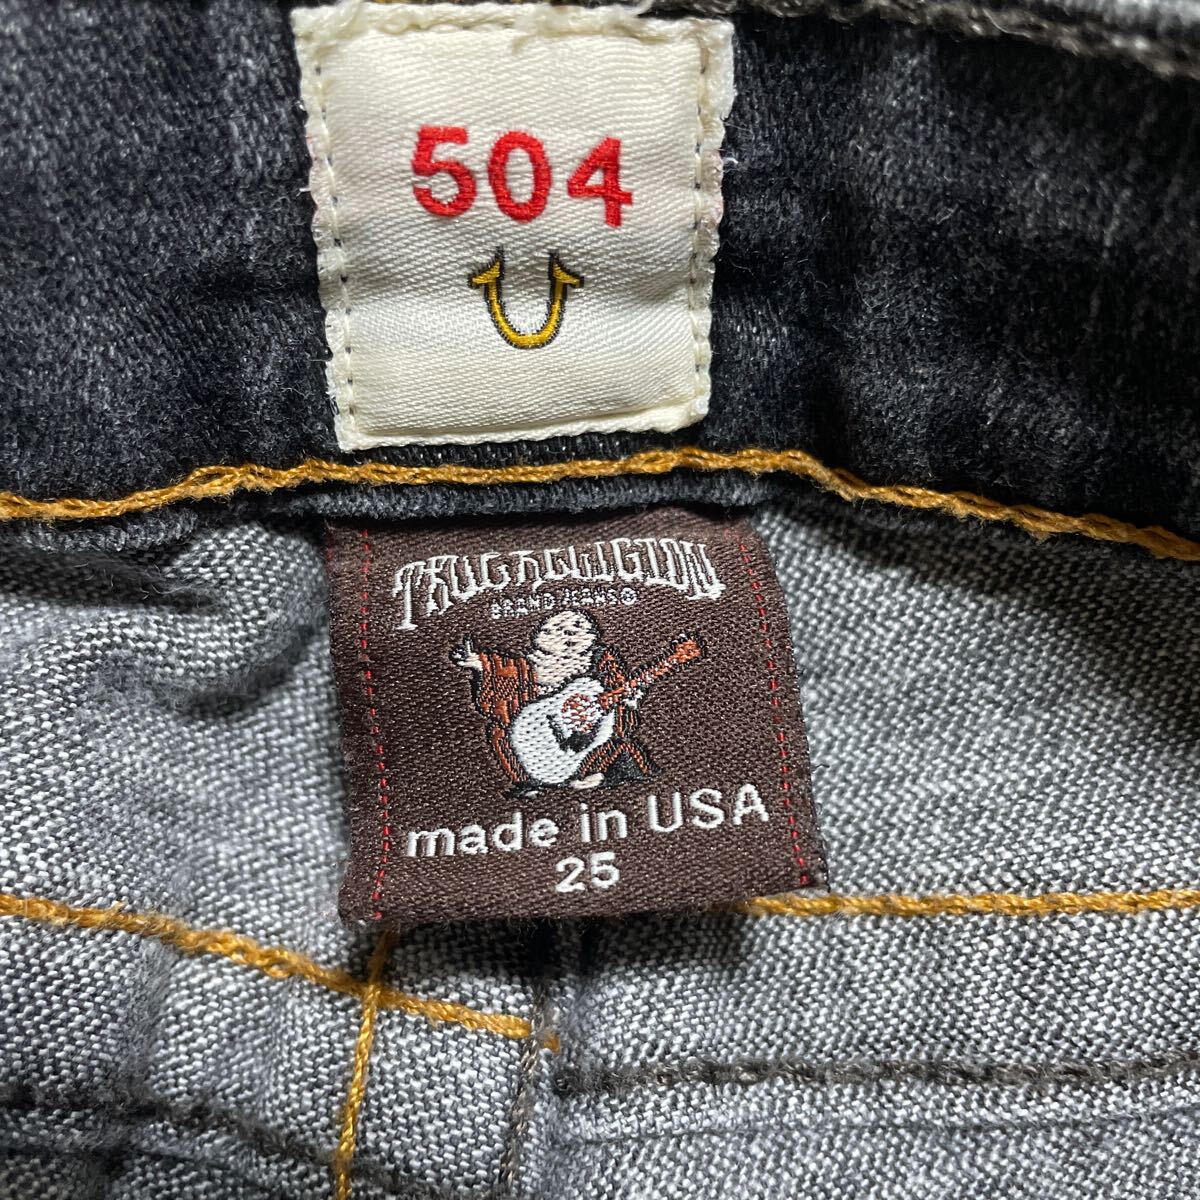 504
TRUE RELIGION
BRAND JEANS®
made in USA
25